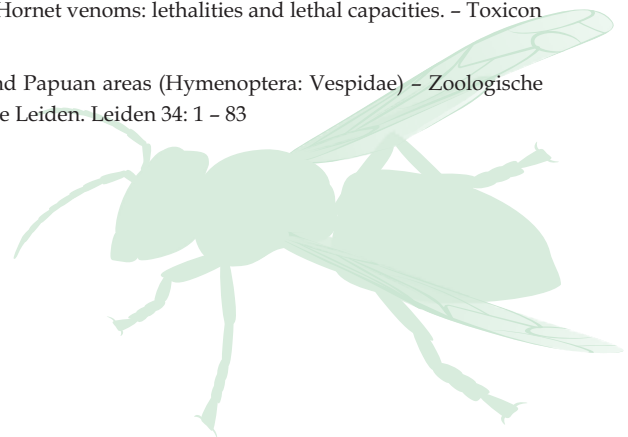 Hornet venoms: lethalities and lethal capacities. – Toxicon
nd Papuan areas (Hymenoptera: Vespidae) – Zoologische
e Leiden. Leiden 34: 1 – 83